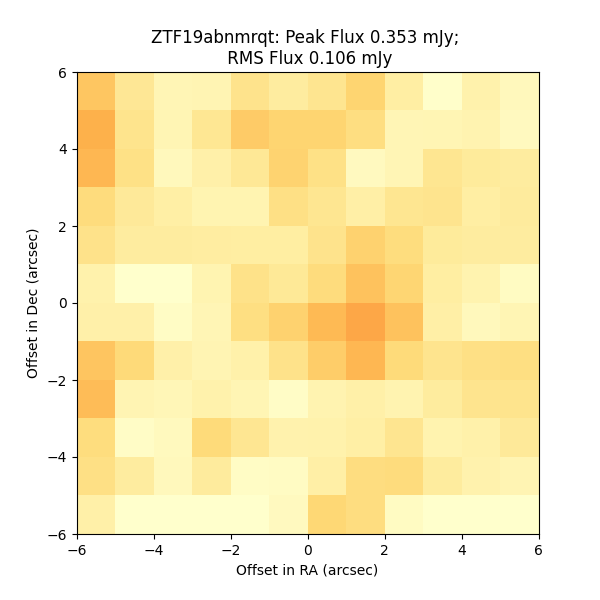 ZTF19abnmrqt: Peak Flux 0.353 mJy;
RMS Flux 0.106 mJy
6
4
2
0
−2
−4
−6
Offset in Dec (arcsec)
−6 −4 −2 0 2 4 6
Offset in RA (arcsec)